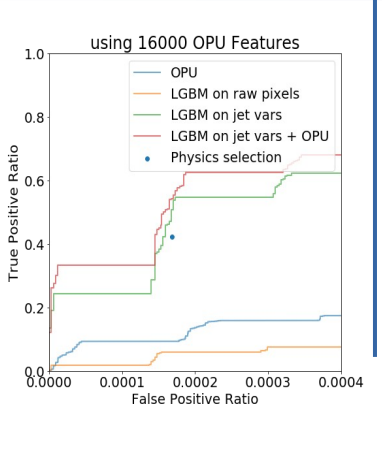 using 16000 OPU Features
1.0
0.8
0.6
0.4
0.2
0.0
True Positive Ratio
OPU
LGBM on raw pixels
LGBM on jet vars
LGBM on jet vars + OPU
Physics selection
0.0000 0.0001 0.0002 0.0003 0.0004
False Positive Ratio